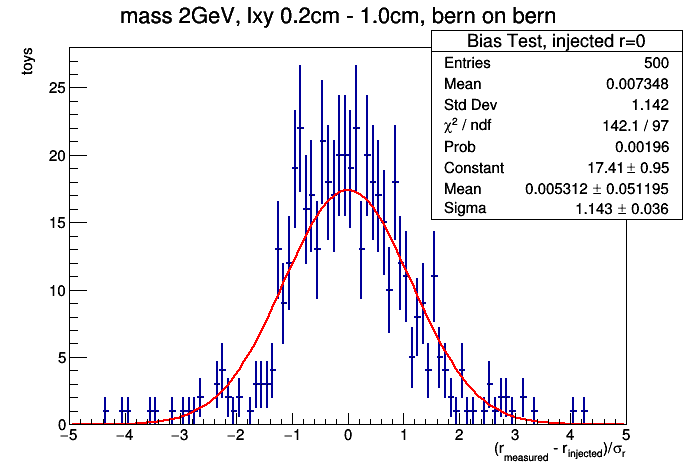 mass 2GeV, lxy 0.2cm - 1.0cm, bern on bern
Bias Test, injected r=0
Entries 500
Mean 0.007348
Std Dev 1.142
χ² / ndf 142.1 / 97
Prob 0.00196
Constant 17.41 ± 0.95
Mean 0.005312 ± 0.051195
Sigma 1.143 ± 0.036
toys
25
20
15
10
5
0
−5 −4 −3 −2 −1 0 1 2 3 4 5
(r_measured - r_injected)/σ_r